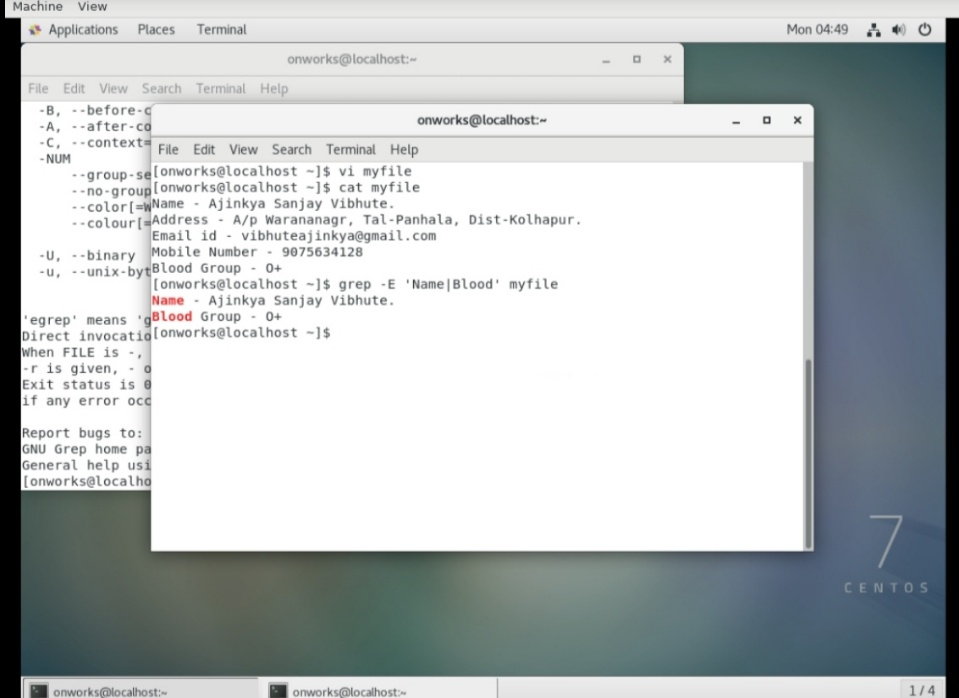 Machine View
Applications Places Terminal Mon 04:49
onworks@localhost:~
File Edit View Search Terminal Help
-B, --before-c
-A, --after-co
-C, --context=
-NUM
--group-se
--no-group
--color[=W
--colour[=
-U, --binary
-u, --unix-byt
'egrep' means 'g
Direct invocatio
When FILE is -,
-r is given, - o
Exit status is 0
if any error occ
Report bugs to:
GNU Grep home pa
General help usi
[onworks@localho
onworks@localhost:~
File Edit View Search Terminal Help
[onworks@localhost ~]$ vi myfile
[onworks@localhost ~]$ cat myfile
Name - Ajinkya Sanjay Vibhute.
Address - A/p Warananagr, Tal-Panhala, Dist-Kolhapur.
Email id - vibhuteajinkya@gmail.com
Mobile Number - 9075634128
Blood Group - O+
[onworks@localhost ~]$ grep -E 'Name|Blood' myfile
Name - Ajinkya Sanjay Vibhute.
Blood Group - O+
[onworks@localhost ~]$
7
CENTOS
onworks@localhost:~ onworks@localhost:~ 1 / 4